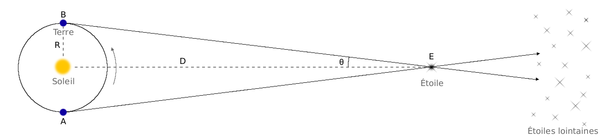 B
Terre
R
Soleil
A
D
θ
E
Étoile
Étoiles lointaines